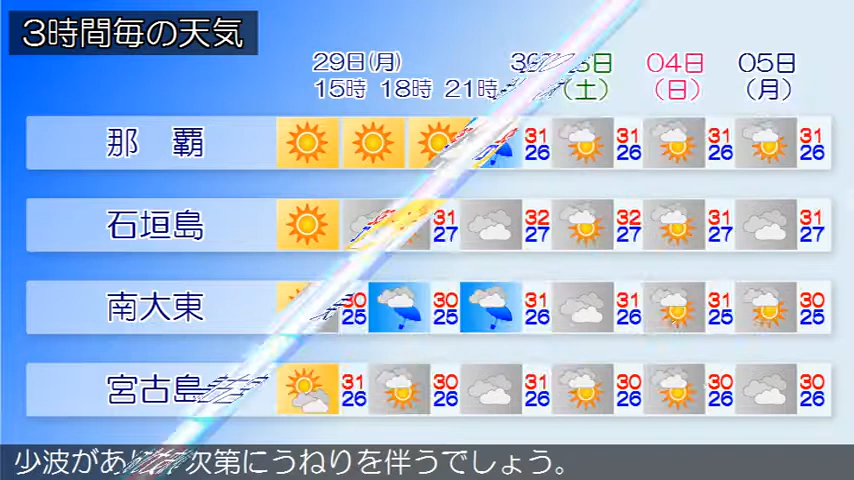 3時間毎の天気
29日(月) 03日 04日 05日
15時 18時 21時 (土) (日) (月)
那 覇 31 26 31 26 31 26 31 26
石垣島 31 27 32 27 32 27 31 27 31 27
南大東 30 25 30 25 31 26 31 26 31 25 30 25
宮古島 31 26 30 26 31 26 30 26 30 26 30 26
少波があ 次第にうねりを伴うでしょう。